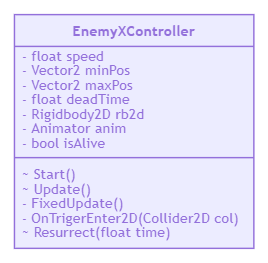 EnemyXController
- float speed
- Vector2 minPos
- Vector2 maxPos
- float deadTime
- Rigidbody2D rb2d
- Animator anim
- bool isAlive
~ Start()
~ Update()
- FixedUpdate()
- OnTrigerEnter2D(Collider2D col)
~ Resurrect(float time)